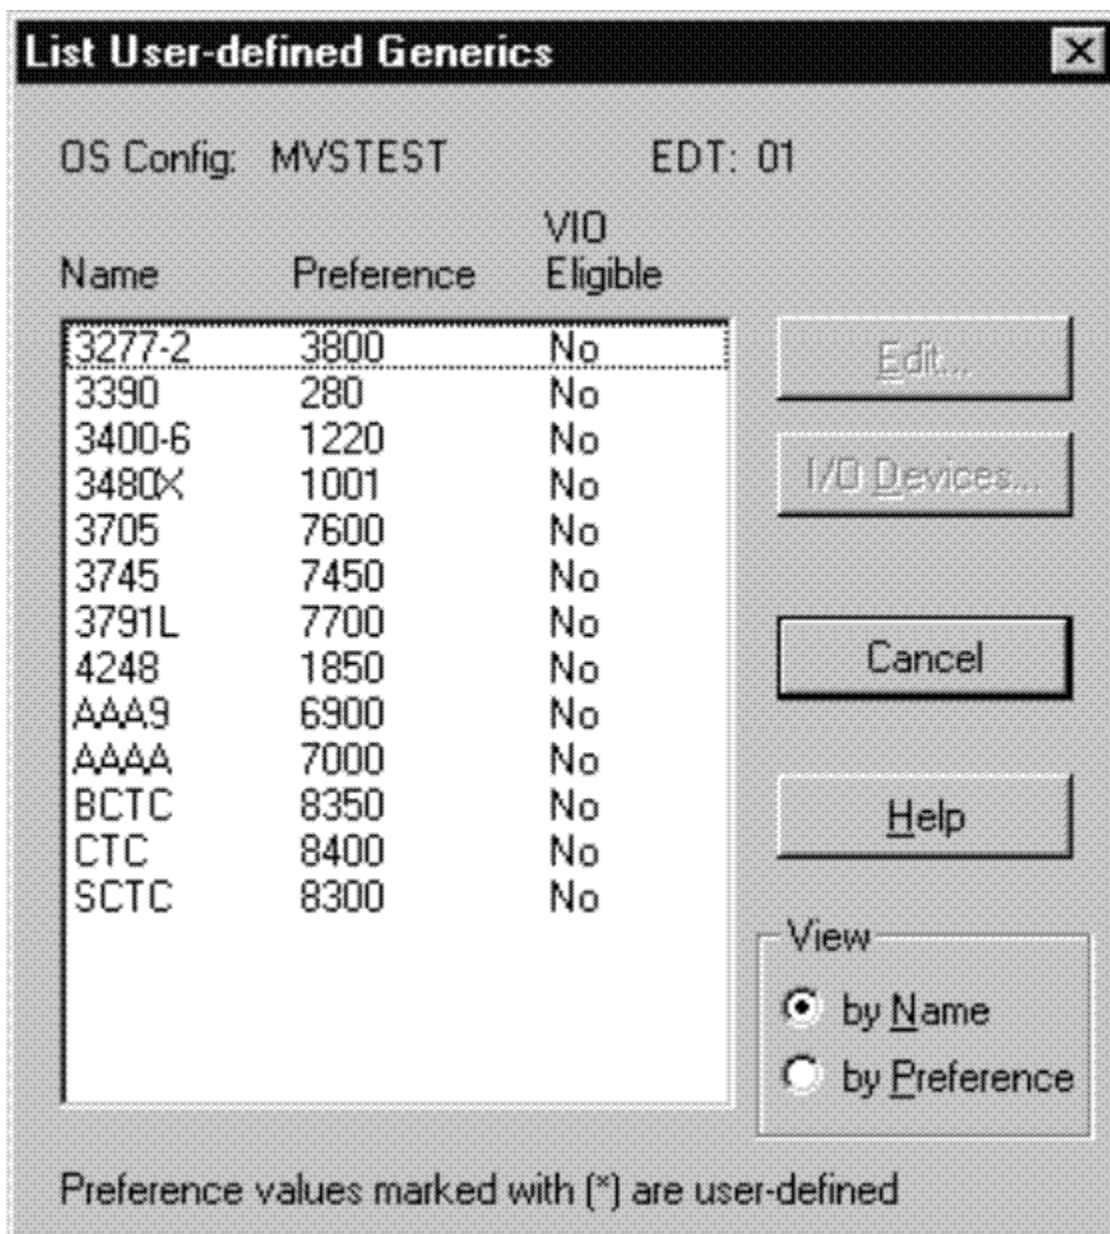 List User-defined Generics
OS Config: MVSTEST EDT: 01
VIO
Name Preference Eligible
3277-2 3800 No
3390 280 No
3400-6 1220 No
3480X 1001 No
3705 7600 No
3745 7450 No
3791L 7700 No
4248 1850 No
AAA9 6900 No
AAAA 7000 No
BCTC 8350 No
CTC 8400 No
SCTC 8300 No
Edit...
I/O Devices...
Cancel
Help
View
by Name
by Preference
Preference values marked with (*) are user-defined